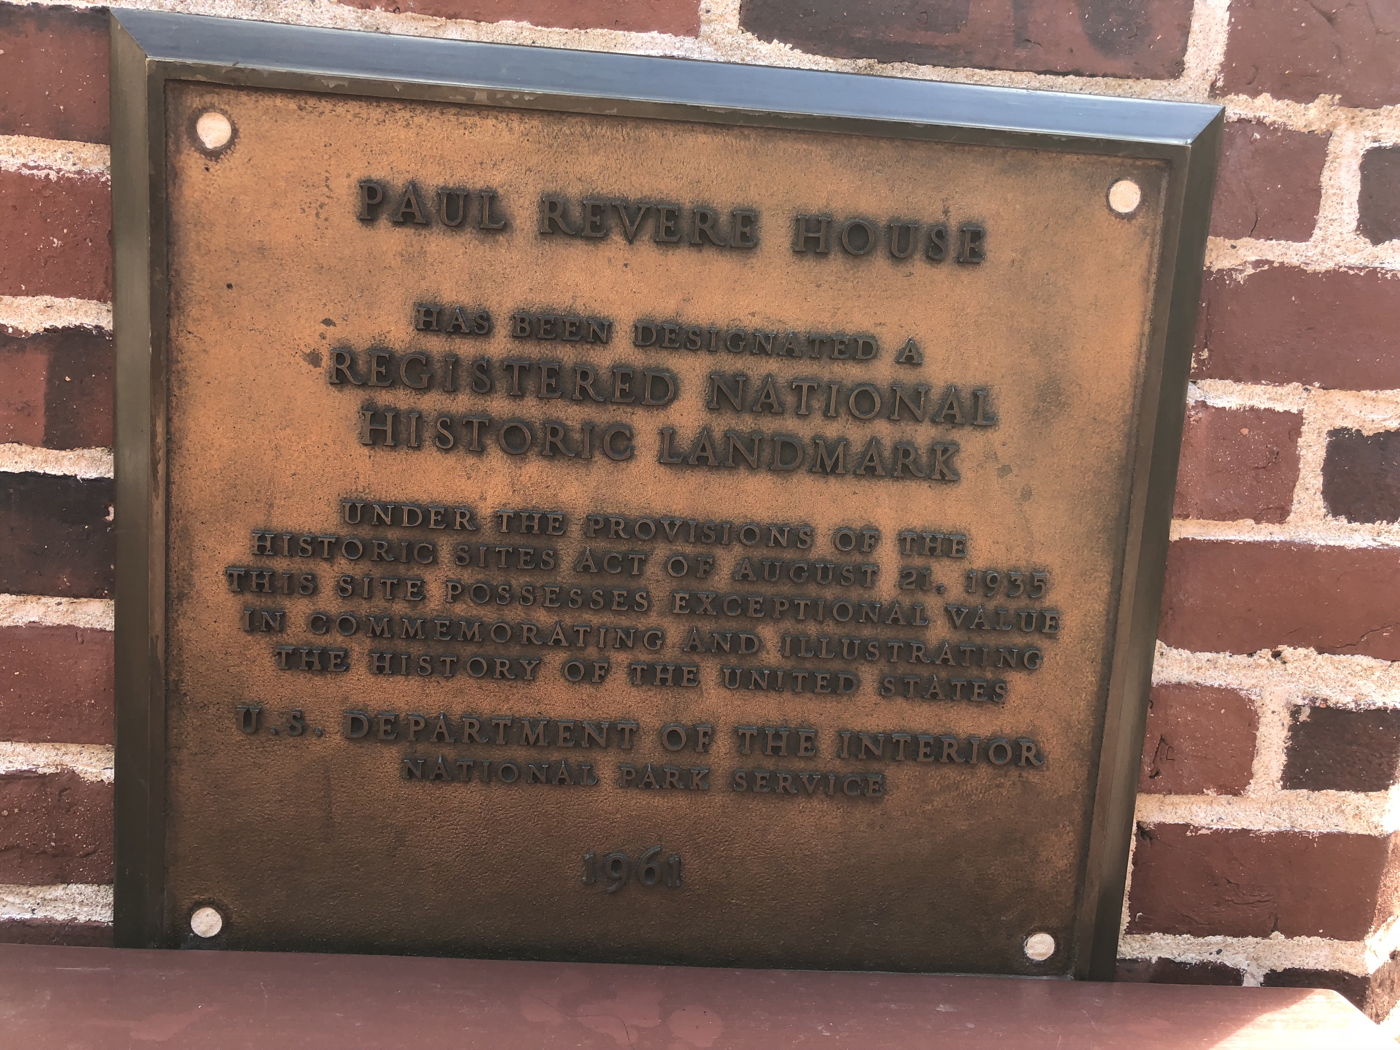 PAUL REVERE HOUSE
HAS BEEN DESIGNATED A
REGISTERED NATIONAL
HISTORIC LANDMARK
UNDER THE PROVISIONS OF THE
HISTORIC SITES ACT OF AUGUST 21, 1935
THIS SITE POSSESSES EXCEPTIONAL VALUE
IN COMMEMORATING AND ILLUSTRATING
THE HISTORY OF THE UNITED STATES
U.S. DEPARTMENT OF THE INTERIOR
NATIONAL PARK SERVICE
1961